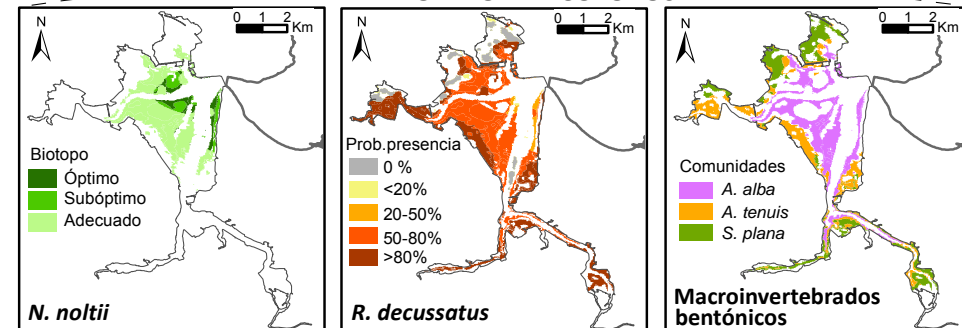 N
0 1 2
Km
Biotopo
Óptimo
Subóptimo
Adecuado
N. noltii
N
0 1 2
Km
Prob.presencia
0 %
<20%
20-50%
50-80%
>80%
R. decussatus
N
0 1 2
Km
Comunidades
A. alba
A. tenuis
S. plana
Macroinvertebrados
bentónicos